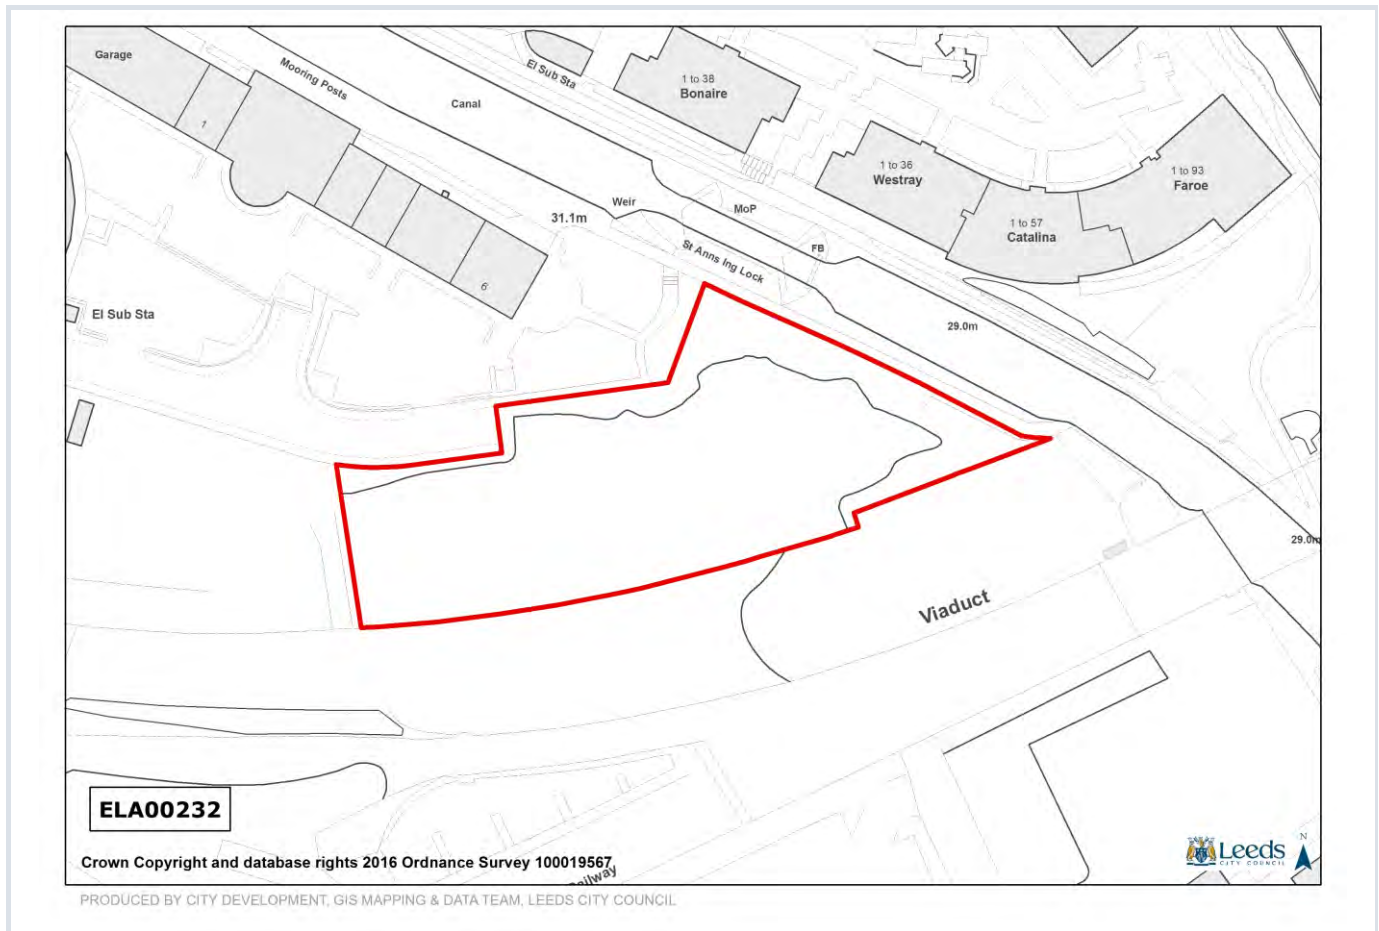 Garage
1
Mooring Posts
Canal
El Sub Sta
1 to 38
Bonaire
1 to 36
Westray
1 to 93
Faroe
1 to 57
Catalina
Weir
31.1m
MoP
FB
St Anns Ing Lock
6
El Sub Sta
29.0m
29.0m
Viaduct
ELA00232
Crown Copyright and database rights 2016 Ordnance Survey 100019567
Leeds
CITY COUNCIL
N
PRODUCED BY CITY DEVELOPMENT, GIS MAPPING & DATA TEAM, LEEDS CITY COUNCIL